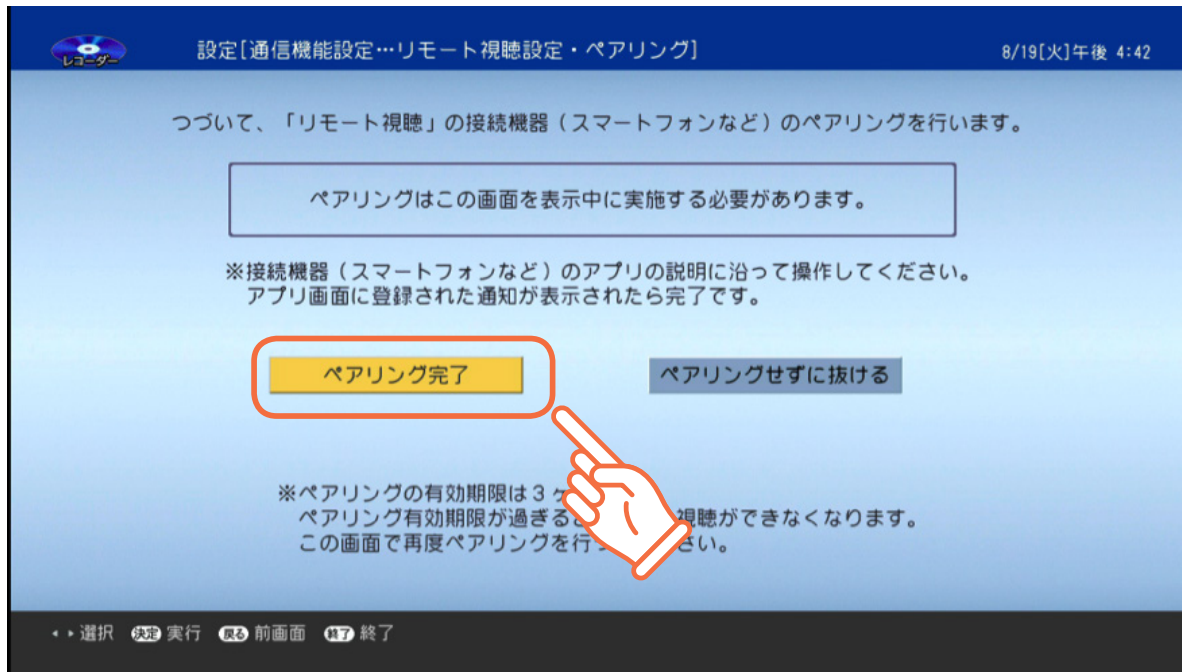 レコーダー
設定[通信機能設定…リモート視聴設定・ペアリング]
8/19[火]午後 4:42
つづいて、「リモート視聴」の接続機器（スマートフォンなど）のペアリングを行います。
ペアリングはこの画面を表示中に実施する必要があります。
※接続機器（スマートフォンなど）のアプリの説明に沿って操作してください。
アプリ画面に登録された通知が表示されたら完了です。
ペアリング完了
ペアリングせずに抜ける
※ペアリングの有効期限は3ヶ
ペアリング有効期限が過ぎると 視聴ができなくなります。
この画面で再度ペアリングを行っ さい。
選択 決定 実行 戻る 前画面 終了 終了